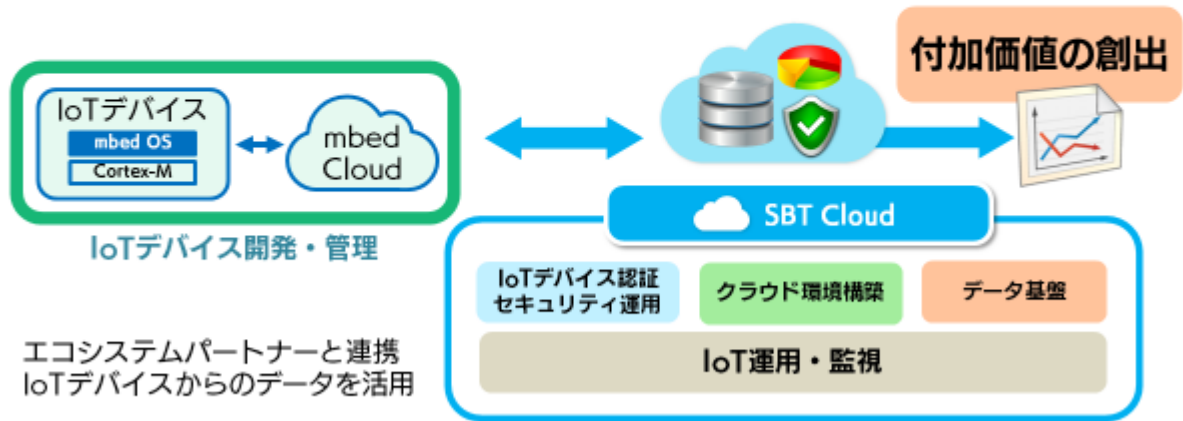 付加価値の創出
IoTデバイス
mbed OS
Cortex-M
mbed
Cloud
IoTデバイス開発・管理
SBT Cloud
IoTデバイス認証
セキュリティ運用
クラウド環境構築
データ基盤
IoT運用・監視
エコシステムパートナーと連携
IoTデバイスからのデータを活用